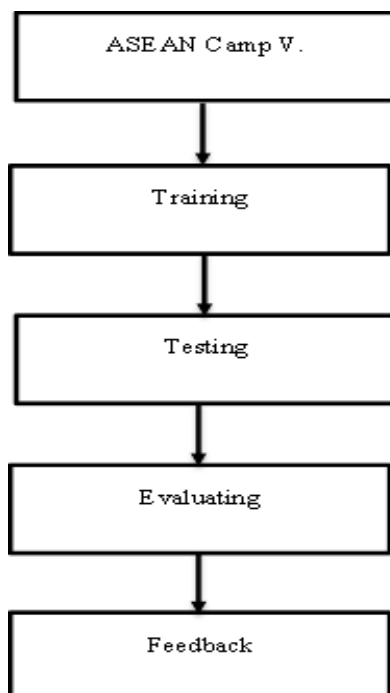 ASEAN Camp V.
Training
Testing
Evaluating
Feedback